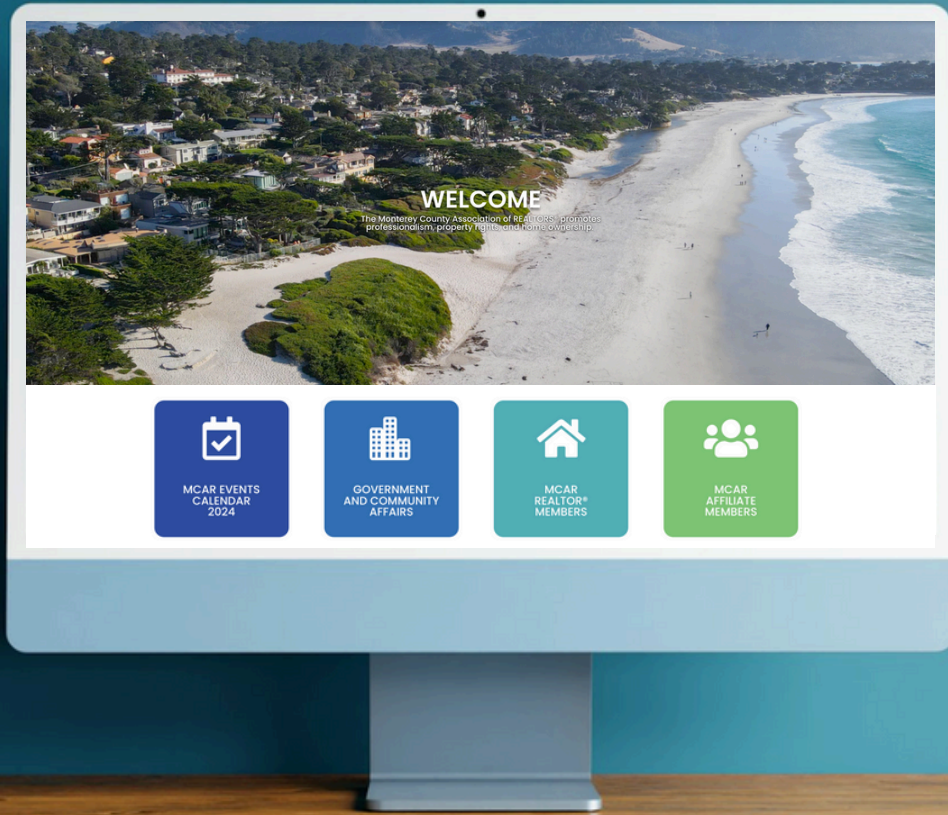 WELCOME
The Monterey County Association of REALTORS®, promotes
professionalism, property rights, and home ownership.
MCAR EVENTS
CALENDAR
2024
GOVERNMENT
AND COMMUNITY
AFFAIRS
MCAR
REALTOR®
MEMBERS
MCAR
AFFILIATE
MEMBERS